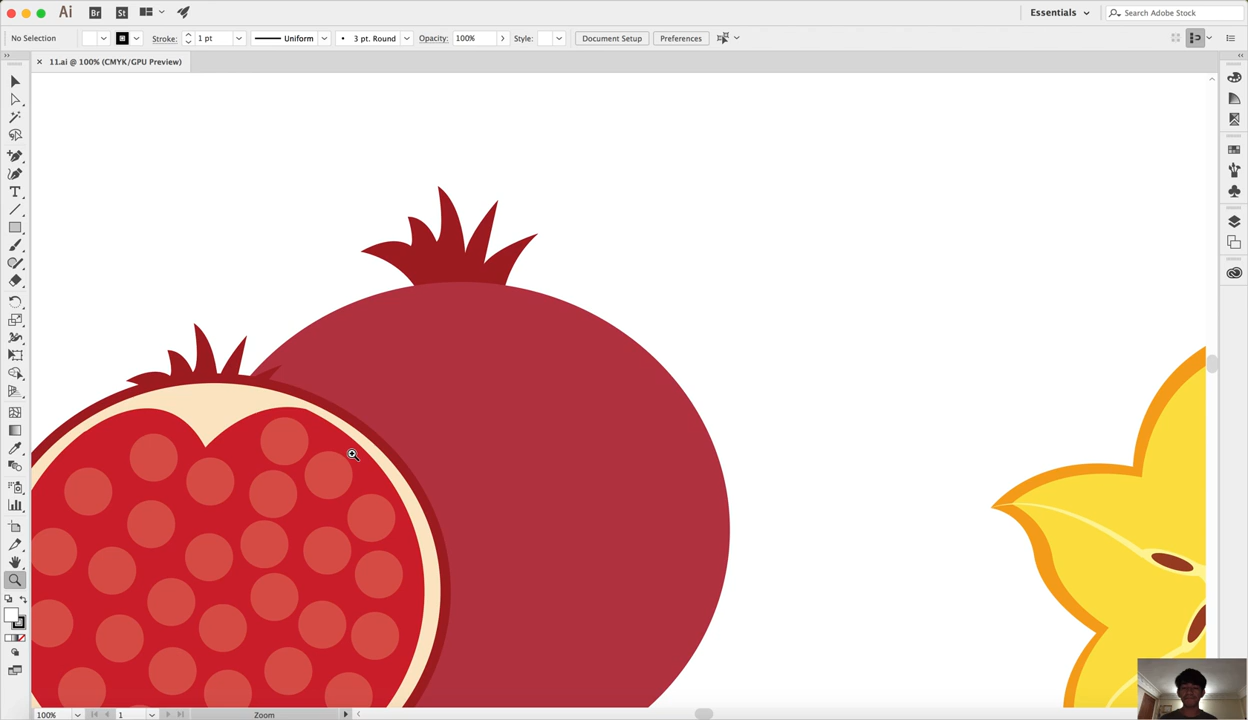 Ai Br St Essentials Search Adobe Stock
No Selection Stroke: 1 pt Uniform 3 pt. Round Opacity: 100% Style: Document Setup Preferences
11.ai @ 100% (CMYK/GPU Preview)
T
100% 1 Zoom